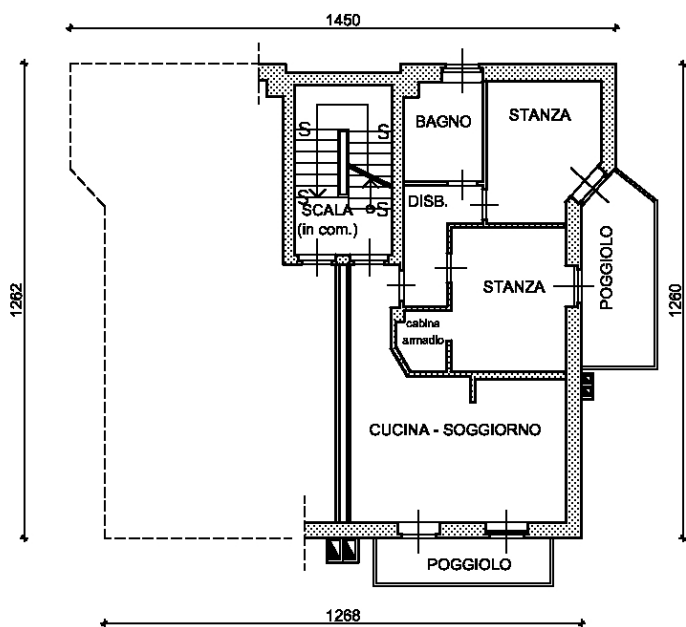 1450
BAGNO
STANZA
S
S
DISB.
S
S
SCALA
(in com.)
POGGIOLO
1262
1260
STANZA
cabina
armadio
CUCINA - SOGGIORNO
POGGIOLO
1268